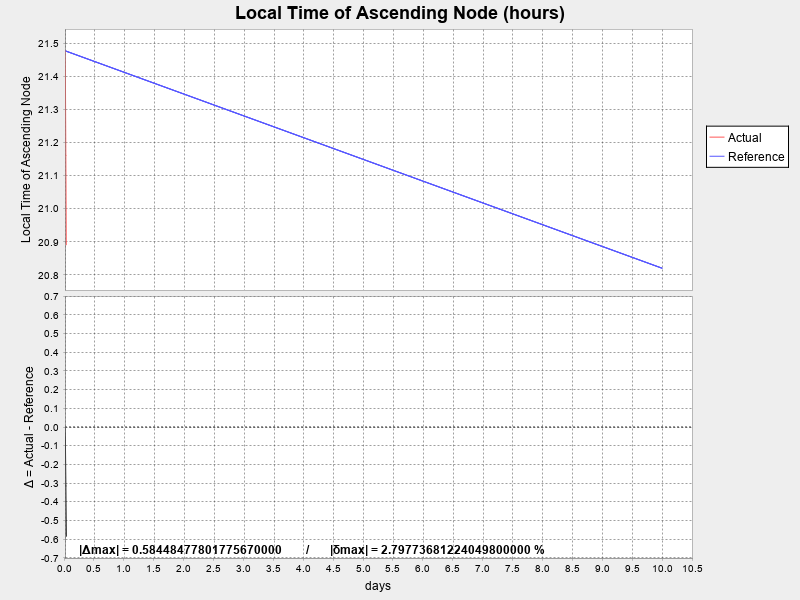 Local Time of Ascending Node (hours)
Local Time of Ascending Node
21.5
21.4
21.3
21.2
21.1
21.0
20.9
20.8
Actual
Reference
Δ = Actual - Reference
0.7
0.6
0.5
0.4
0.3
0.2
0.1
0.0
-0.1
-0.2
-0.3
-0.4
-0.5
-0.6
-0.7
|Δmax| = 0.58448477801775670000 / |δmax| = 2.79773681224049800000 %
0.0 0.5 1.0 1.5 2.0 2.5 3.0 3.5 4.0 4.5 5.0 5.5 6.0 6.5 7.0 7.5 8.0 8.5 9.0 9.5 10.0 10.5
days